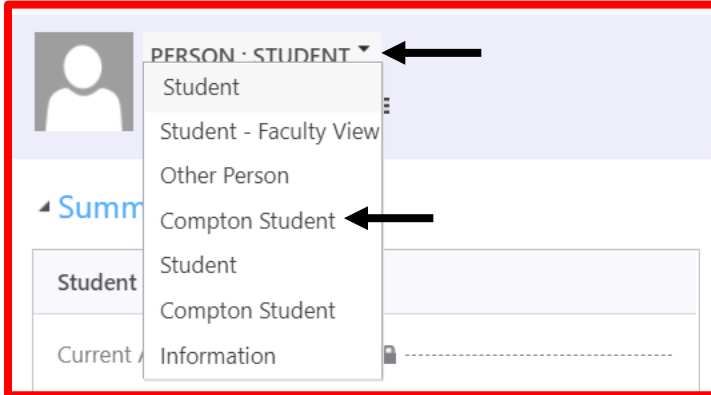 PERSON : STUDENT
Student
Student - Faculty View
Other Person
Summ
Compton Student
Student
Student
Compton Student
Current
Information